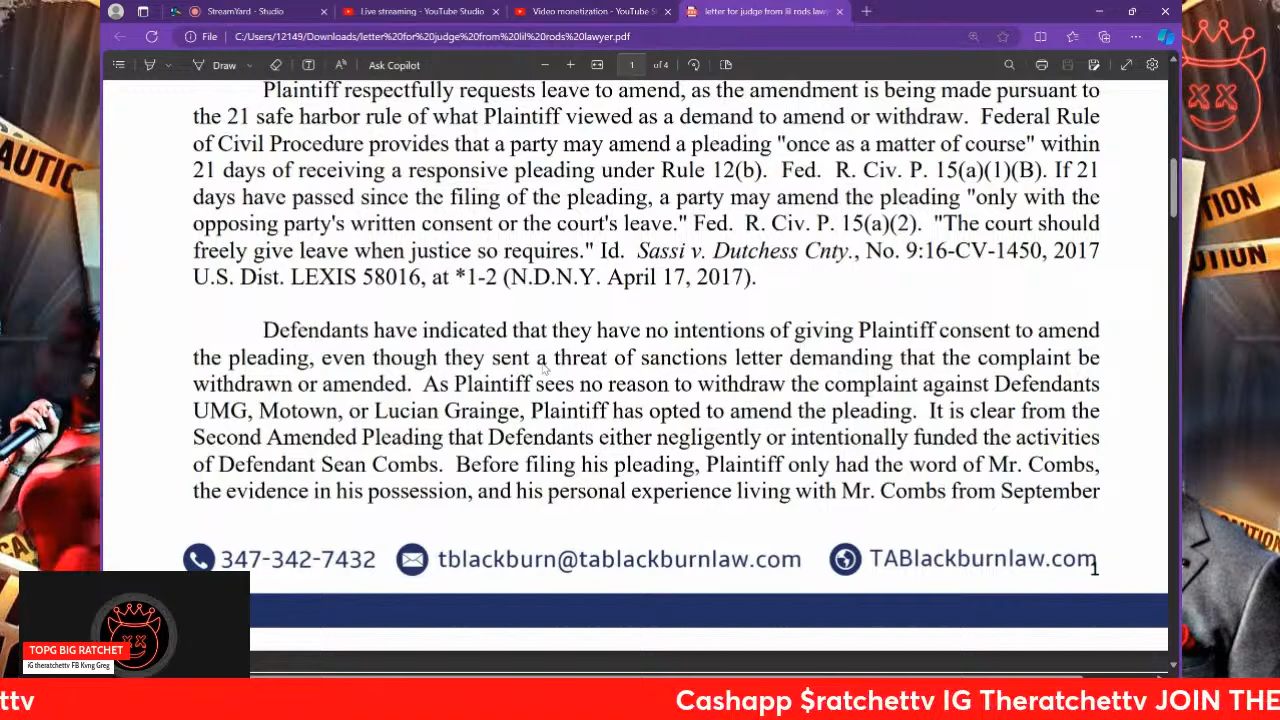 StreamYard - Studio
Live streaming - YouTube Studio
Video monetization - YouTube S
letter for judge from lil rods lawy
File
C:/Users/12149/Downloads/letter%20for%20judge%20from%20lil%20rods%20lawyer.pdf
Draw
Ask Copilot
1 of 4
Plaintiff respectfully requests leave to amend, as the amendment is being made pursuant to
the 21 safe harbor rule of what Plaintiff viewed as a demand to amend or withdraw. Federal Rule
of Civil Procedure provides that a party may amend a pleading "once as a matter of course" within
21 days of receiving a responsive pleading under Rule 12(b). Fed. R. Civ. P. 15(a)(1)(B). If 21
days have passed since the filing of the pleading, a party may amend the pleading "only with the
opposing party's written consent or the court's leave." Fed. R. Civ. P. 15(a)(2). "The court should
freely give leave when justice so requires." Id. Sassi v. Dutchess Cnty., No. 9:16-CV-1450, 2017
U.S. Dist. LEXIS 58016, at *1-2 (N.D.N.Y. April 17, 2017).
Defendants have indicated that they have no intentions of giving Plaintiff consent to amend
the pleading, even though they sent a threat of sanctions letter demanding that the complaint be
withdrawn or amended. As Plaintiff sees no reason to withdraw the complaint against Defendants
UMG, Motown, or Lucian Grainge, Plaintiff has opted to amend the pleading. It is clear from the
Second Amended Pleading that Defendants either negligently or intentionally funded the activities
of Defendant Sean Combs. Before filing his pleading, Plaintiff only had the word of Mr. Combs,
the evidence in his possession, and his personal experience living with Mr. Combs from September
347-342-7432
tblackburn@tablackburnlaw.com
TABlackburnlaw.com
1
AUTIO
TION
CAUTION
TOPG BIG RATCHET
iG theratchettv FB Kvng Greg
ttv
Cashapp $ratchettv IG Theratchettv JOIN THE